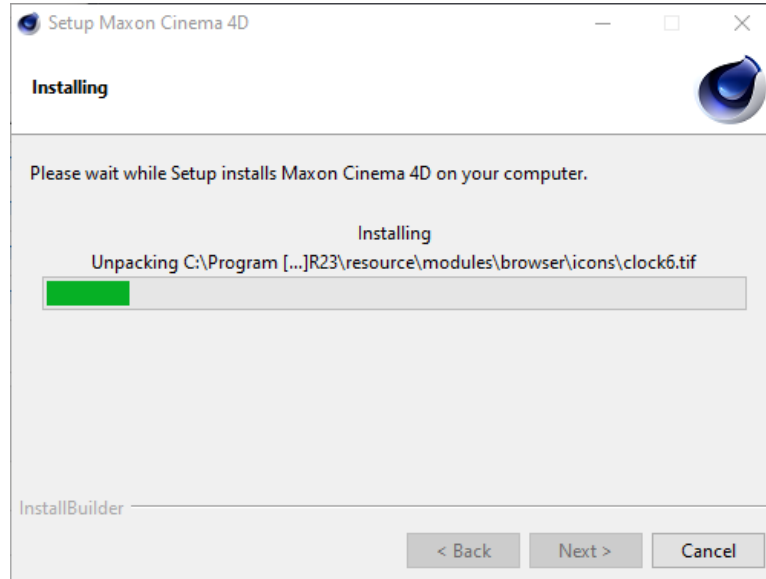 Setup Maxon Cinema 4D
Installing
Please wait while Setup installs Maxon Cinema 4D on your computer.
Installing
Unpacking C:\Program [...]R23\resource\modules\browser\icons\clock6.tif
InstallBuilder
< Back Next > Cancel